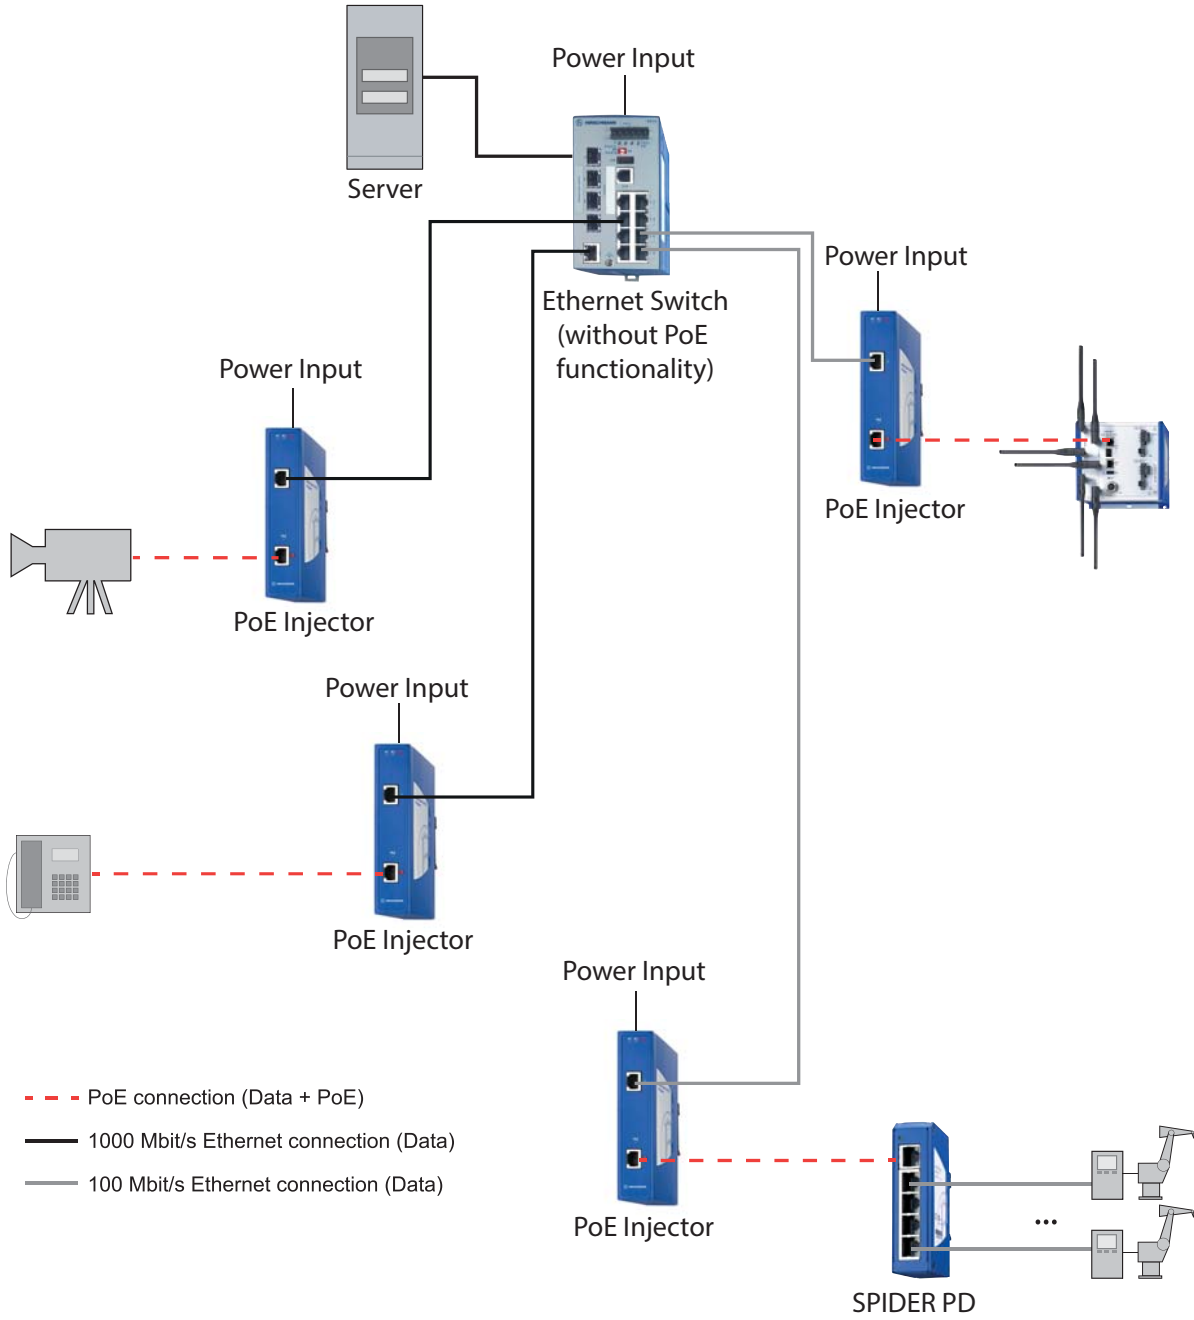 Power Input
Server
Ethernet Switch
(without PoE
functionality)
Power Input
Power Input
PoE Injector
PoE Injector
Power Input
PoE Injector
Power Input
PoE connection (Data + PoE)
1000 Mbit/s Ethernet connection (Data)
100 Mbit/s Ethernet connection (Data)
PoE Injector
...
SPIDER PD